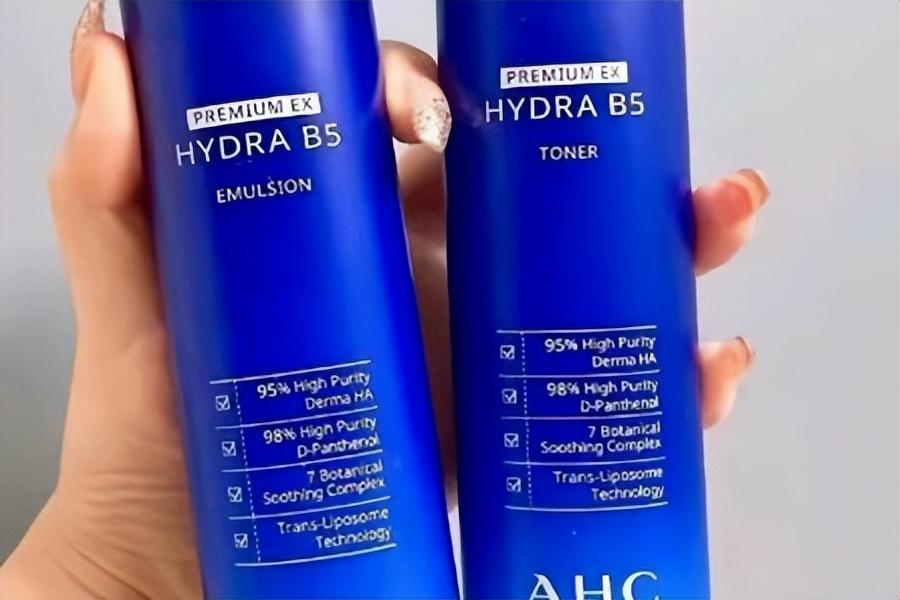 PREMIUM EX
HYDRA B5
EMULSION
95% High Purity
Derma HA
98% High Purity
D-Panthenol
7 Botanical
Soothing Complex
Trans-Liposome
Technology
PREMIUM EX
HYDRA B5
TONER
95% High Purity
Derma HA
98% High Purity
D-Panthenol
7 Botanical
Soothing Complex
Trans-Liposome
Technology
AHC